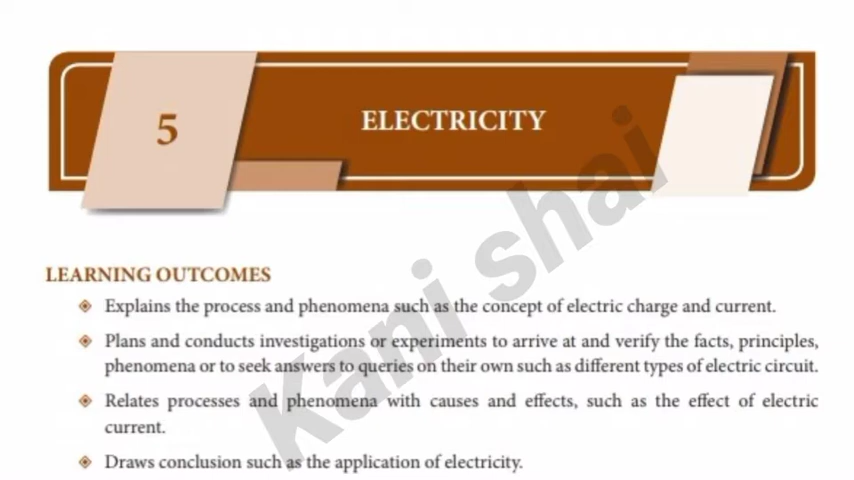 5
ELECTRICITY
LEARNING OUTCOMES
Explains the process and phenomena such as the concept of electric charge and current.
Plans and conducts investigations or experiments to arrive at and verify the facts, principles,
phenomena or to seek answers to queries on their own such as different types of electric circuit.
Relates processes and phenomena with causes and effects, such as the effect of electric
current.
Draws conclusion such as the application of electricity.
Kani shai